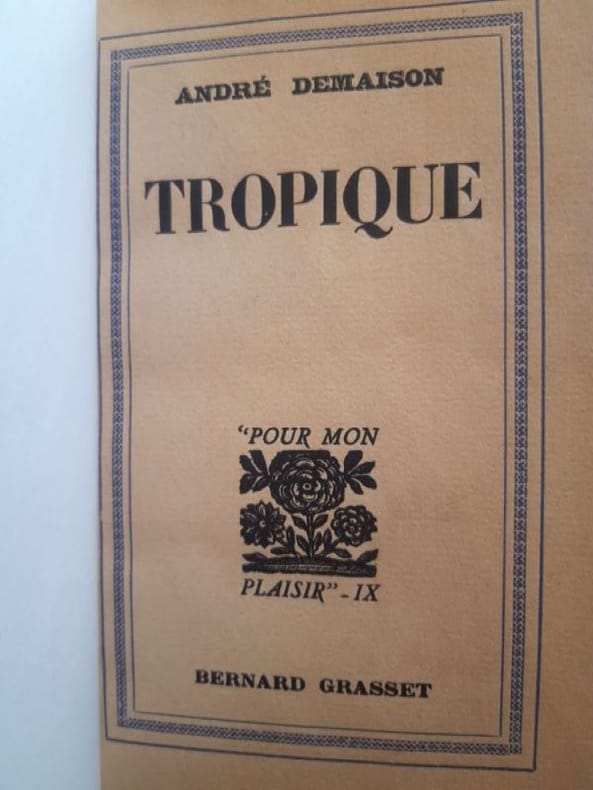 ANDRÉ DEMAISON
TROPIQUE
“POUR MON
PLAISIR” - IX
BERNARD GRASSET